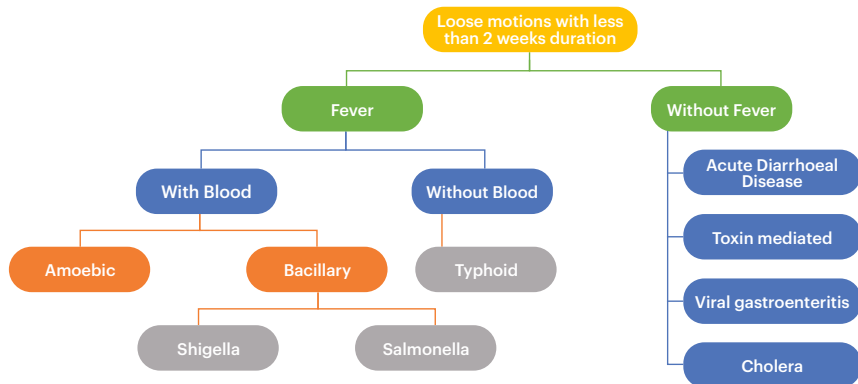 Loose motions with less
than 2 weeks duration
Fever
Without Fever
With Blood
Without Blood
Acute Diarrhoeal
Disease
Toxin mediated
Amoebic
Bacillary
Typhoid
Viral gastroenteritis
Shigella
Salmonella
Cholera